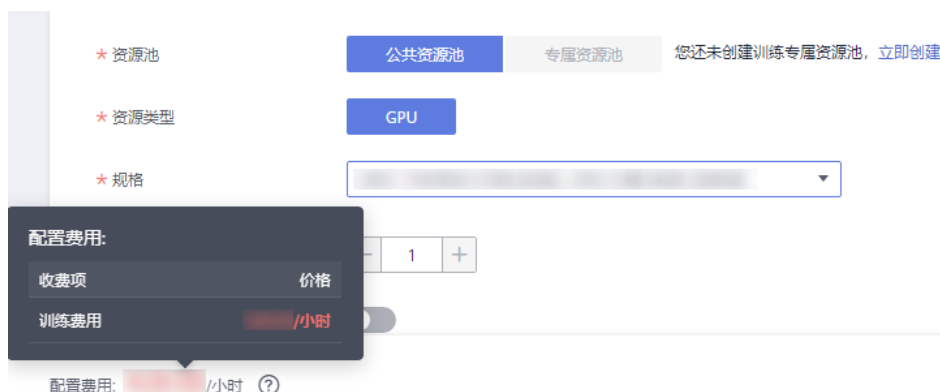 * 资源池 公共资源池 专属资源池 您还未创建训练专属资源池，立即创建
* 资源类型 GPU
* 规格
配置费用:
收费项 价格
训练费用 /小时
1
配置费用: /小时